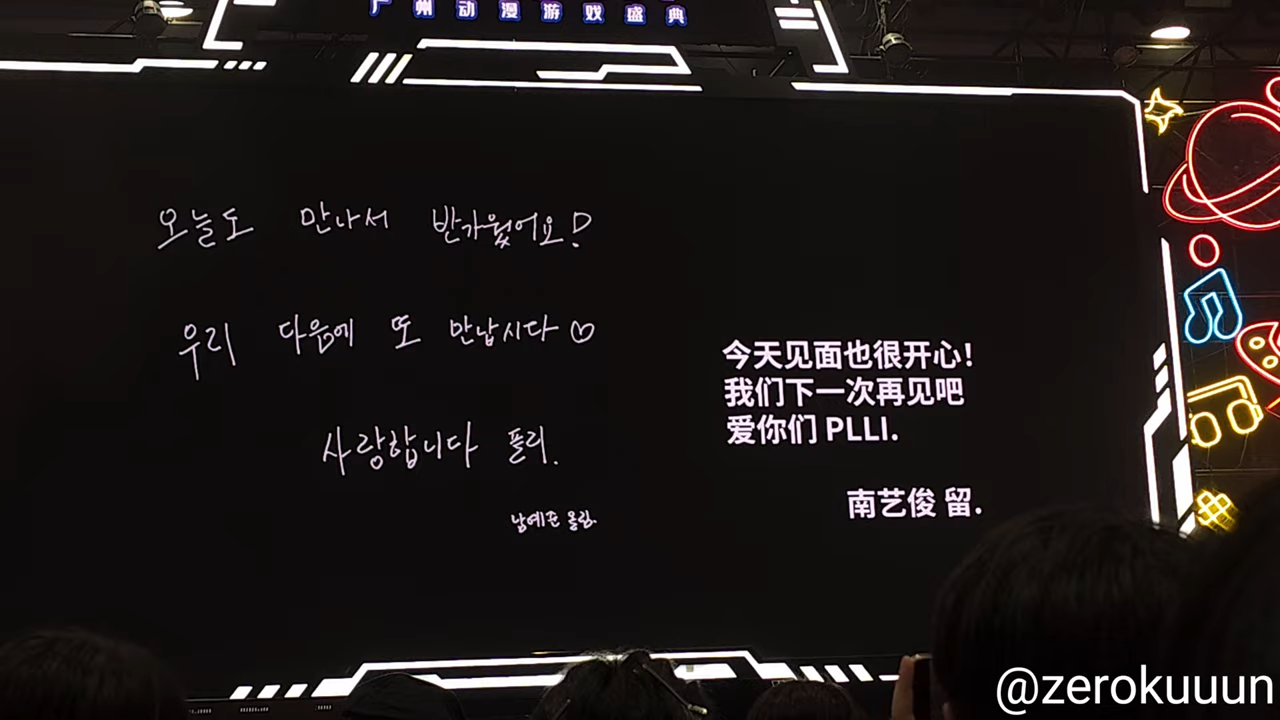 广州动漫游戏盛典
오늘도 만나서 반가웠어요!
우리 다음에 또 만납시다♡
사랑합니다 플리.
남예준 올림.
今天见面也很开心!
我们下一次再见吧
爱你们 PLLI.
南艺俊 留.
@zerokuuun